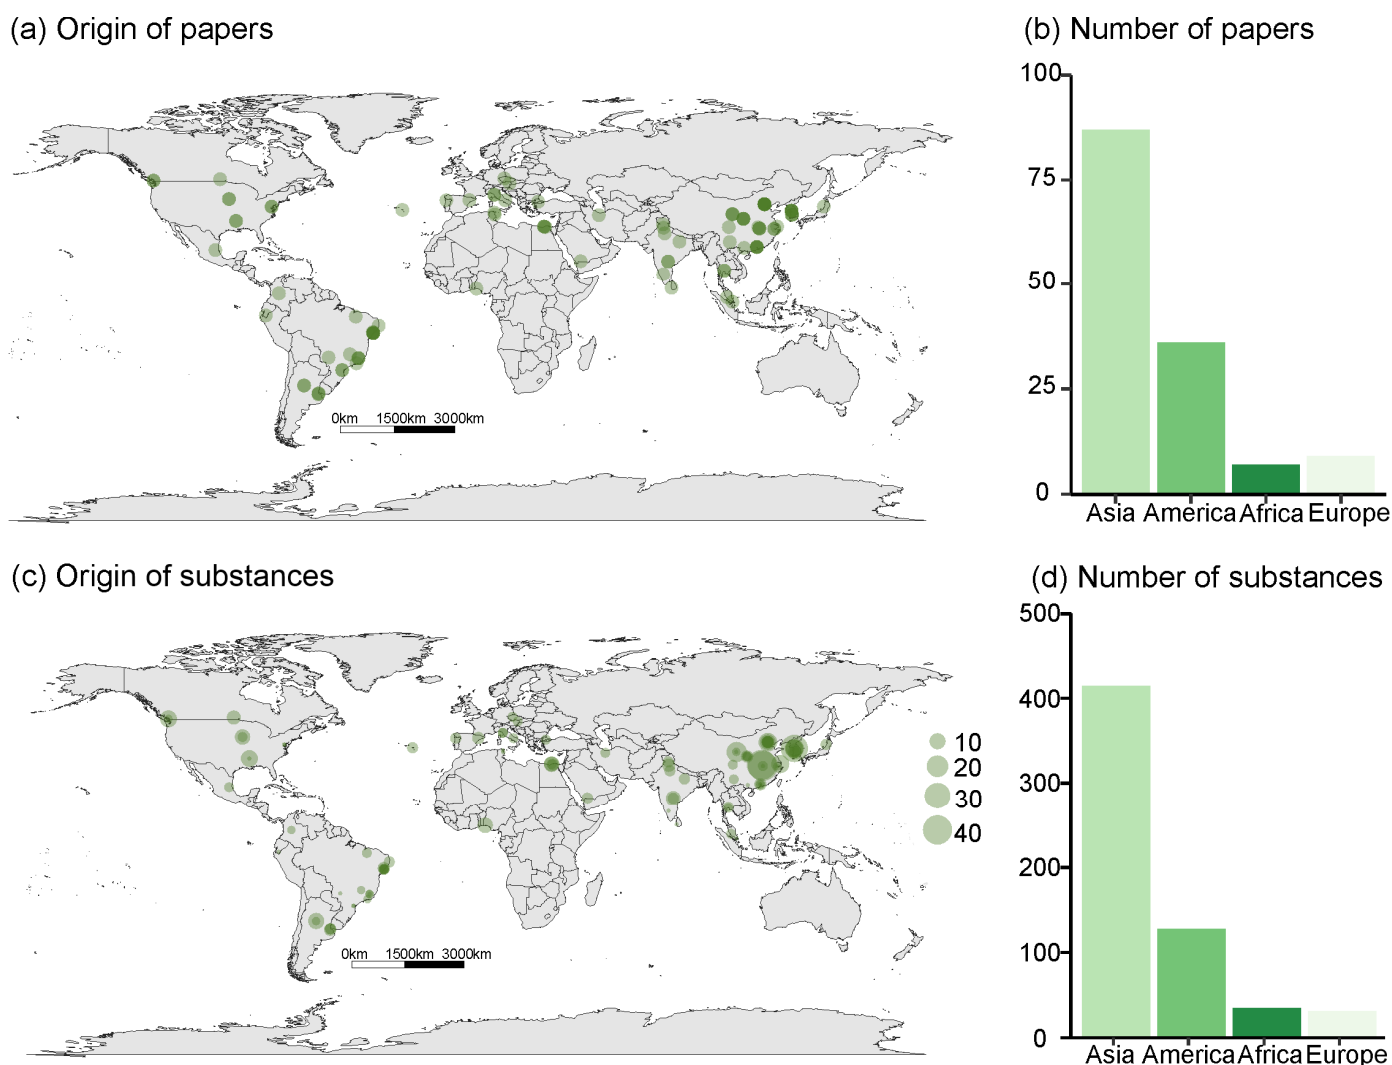 (a) Origin of papers
0km 1500km 3000km
(b) Number of papers
100
75
50
25
0
Asia America Africa Europe
(c) Origin of substances
10
20
30
40
0km 1500km 3000km
(d) Number of substances
500
400
300
200
100
0
Asia America Africa Europe